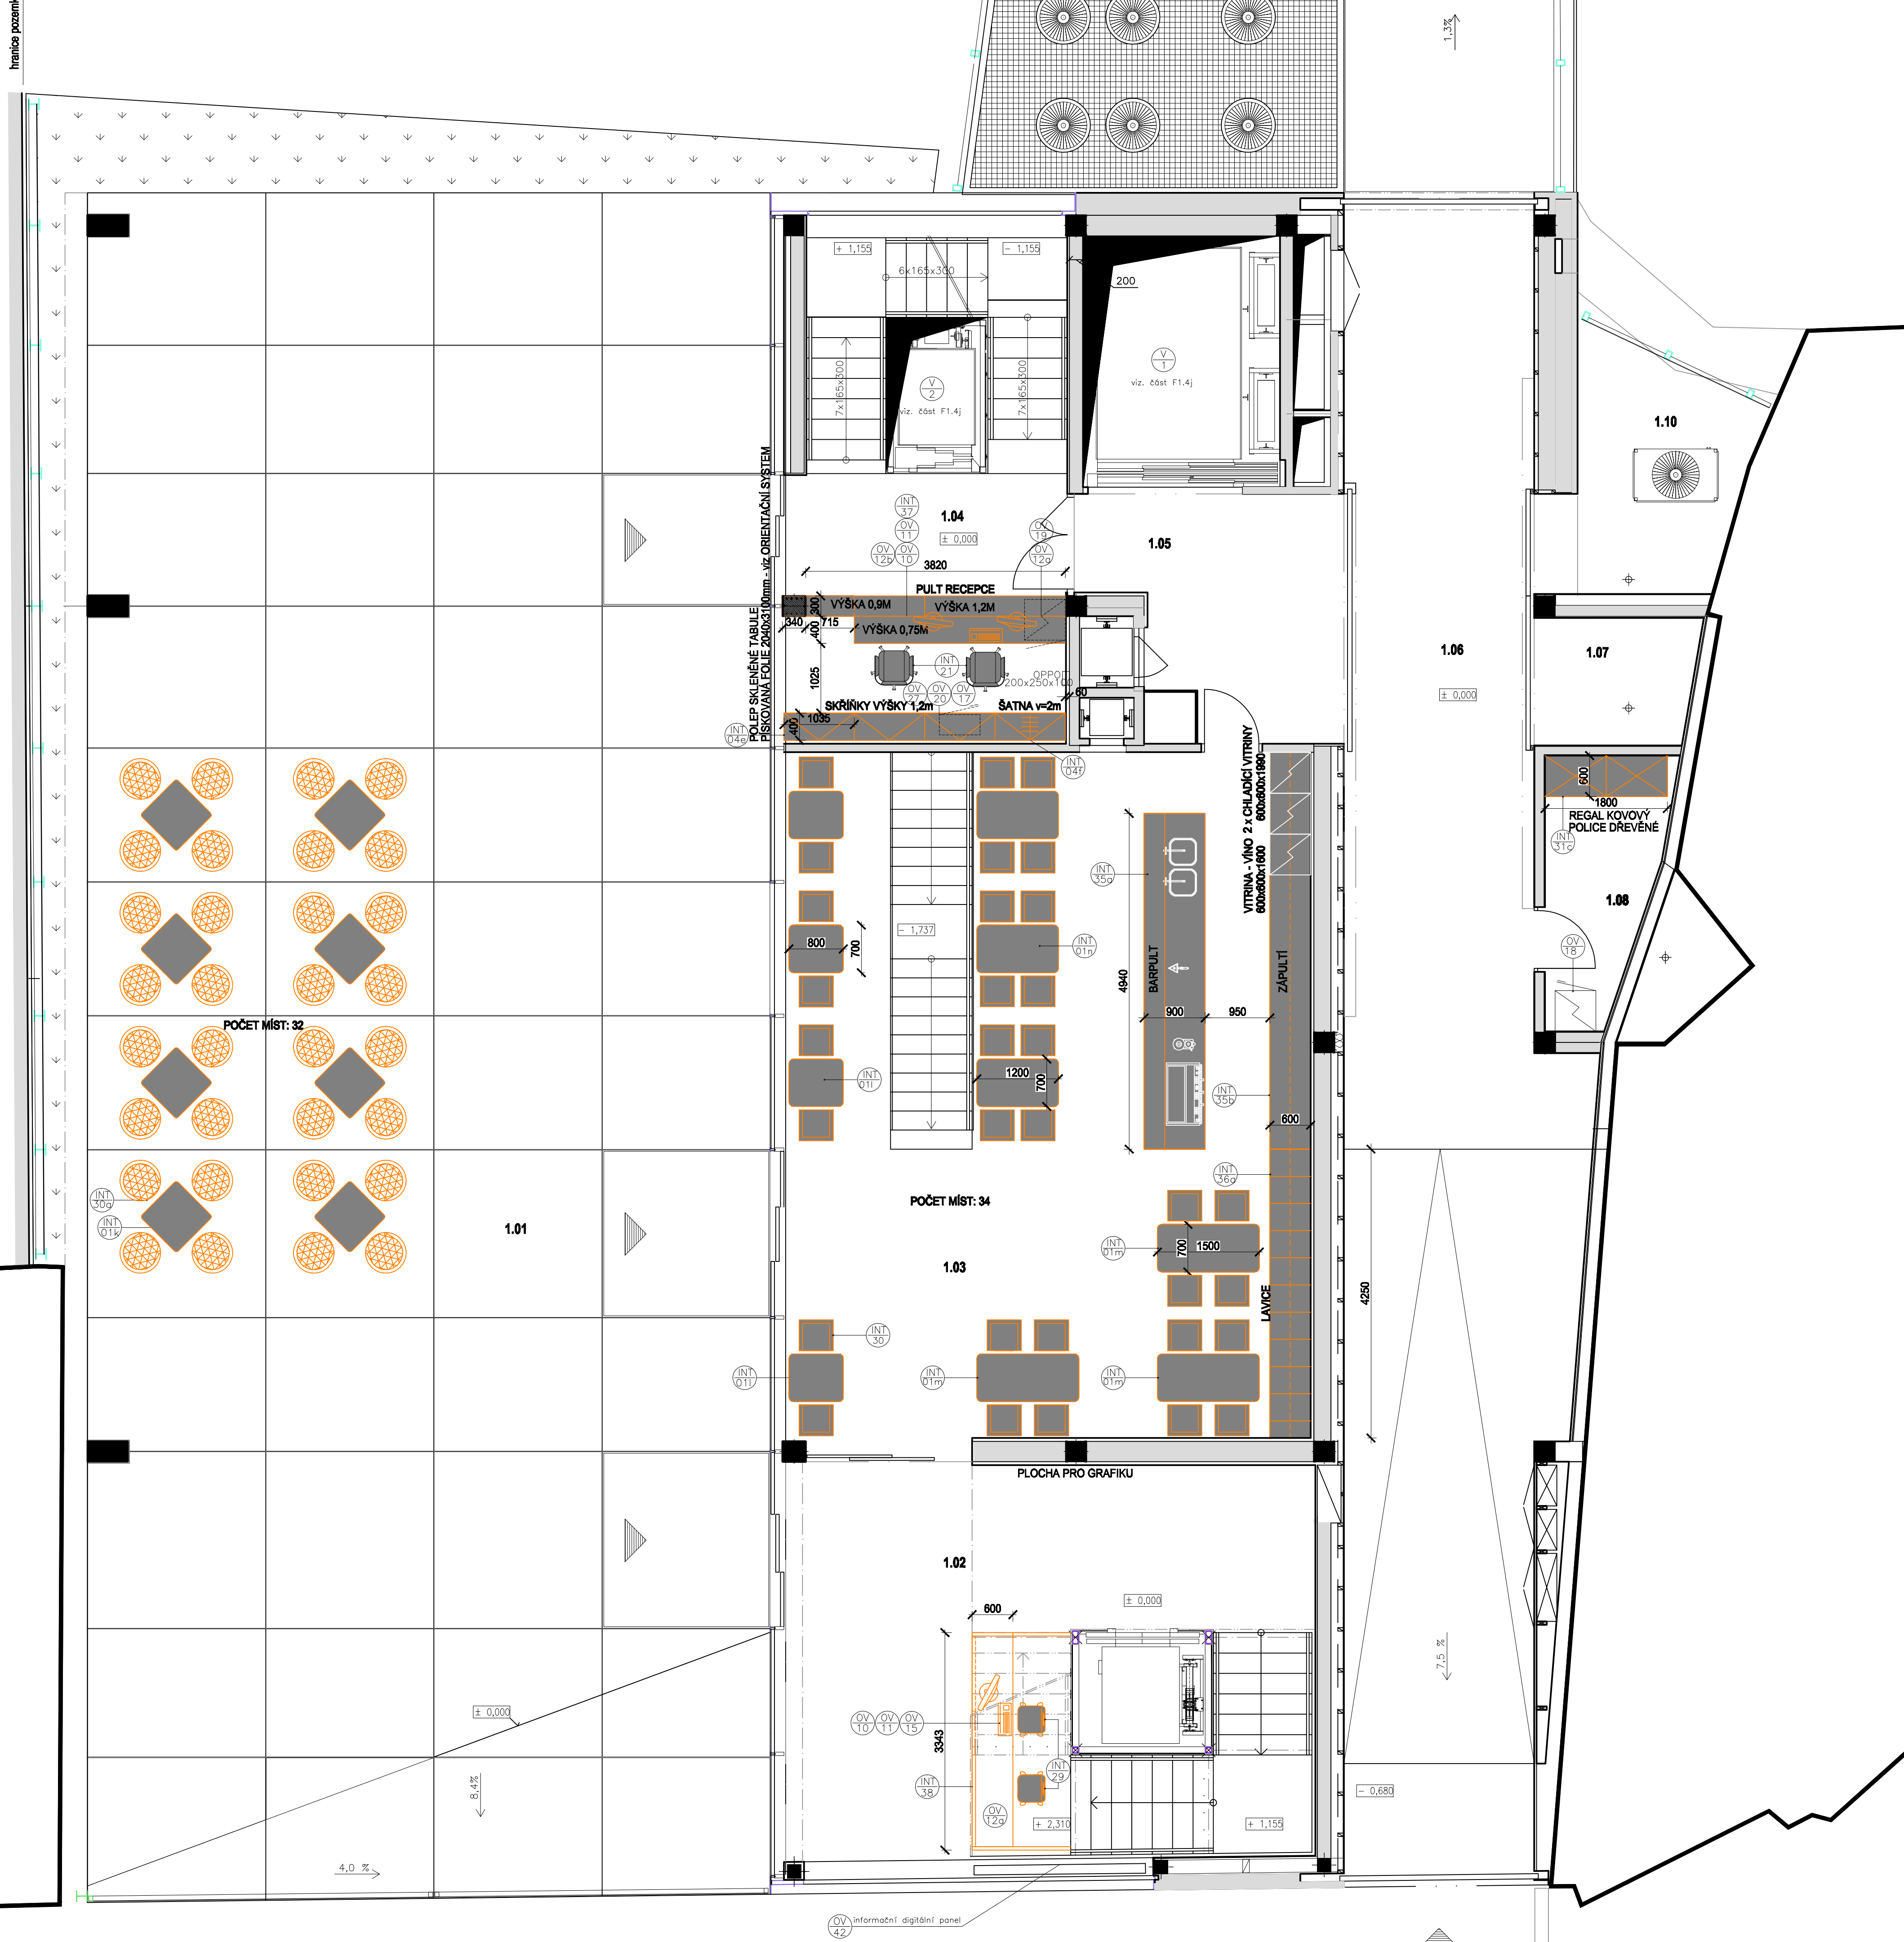 hranice pozemk
1.3%
+ 1,155
- 1,155
6x165x300
200
7x165x300
7x165x300
V
2
viz. část F1.4j
V
1
viz. část F1.4j
1.10
POLEP SKLENĚNÉ TABULE
PÍSKOVANÁ FOLIE 2040x3100mm - viz ORIENTAČNÍ SYSTEM
INT
37
OV
11
OV
12b
OV
10
1.04
± 0,000
OV
19
OV
12a
1.05
3820
PULT RECEPCE
300
VÝŠKA 0,9M
VÝŠKA 1,2M
340
715
400
VÝŠKA 0,75M
1025
INT
21
OPPOT
200x250x100
60
OV
27
OV
20
OV
17
SKŘÍŇKY VÝŠKY 1,2m
ŠATNA v=2m
1035
400
INT
04e
INT
04f
1.06
± 0,000
1.07
VITRINA - VÍNO 2 x CHLADÍCÍ VITRINY
600x600x1600 600x600x1990
600
1800
REGAL KOVOVÝ
POLICE DŘEVĚNÉ
INT
31c
1.08
OV
18
INT
35a
- 1,737
800
700
INT
01n
4940
BARPULT
ZÁPULTÍ
900
950
POČET MÍST: 32
1200
700
INT
01l
INT
35b
600
INT
30a
INT
01k
1.01
POČET MÍST: 34
INT
36a
INT
01m
700
1500
1.03
LAVICE
4250
INT
30
INT
01l
INT
01m
INT
01m
PLOCHA PRO GRAFIKU
1.02
± 0,000
600
3343
7,5 %
± 0,000
OV
10
OV
11
OV
15
INT
29
INT
38
OV
12a
+ 2,310
+ 1,155
- 0,680
8,4%
4,0 %
OV
42
informační digitální panel